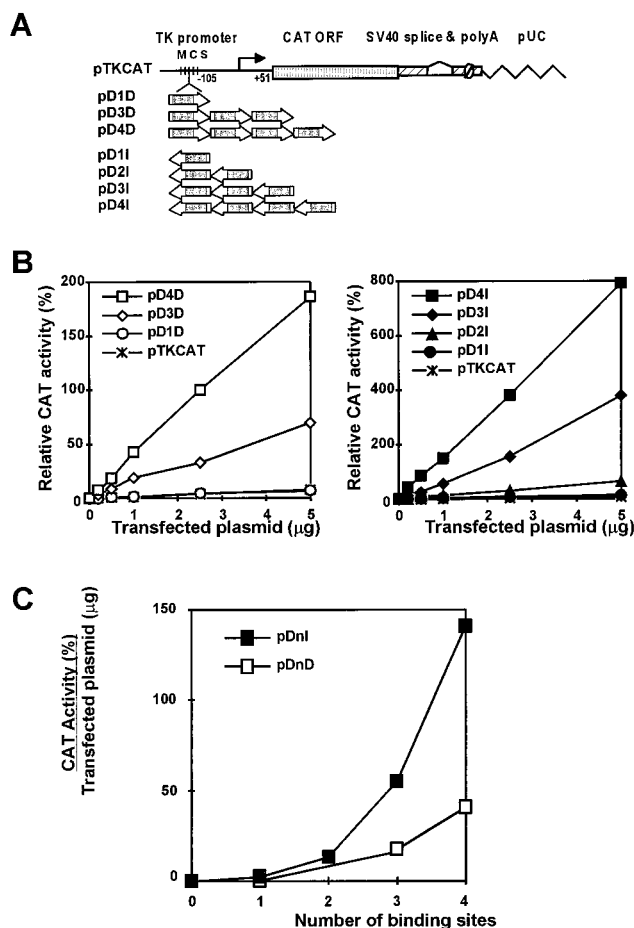 A
TK promoter CAT ORF SV40 splice & polyA pUC
MCS
pTKCAT -105 +51
pD1D
pD3D
pD4D
pD1I
pD2I
pD3I
pD4I
B
Relative CAT activity (%)
200
150
100
50
0
pD4D
pD3D
pD1D
pTKCAT
0 1 2 3 4 5
Transfected plasmid (µg)
Relative CAT activity (%)
800
600
400
200
0
pD4I
pD3I
pD2I
pD1I
pTKCAT
0 1 2 3 4 5
Transfected plasmid (µg)
C
CAT Activity (%)
Transfected plasmid (µg)
150
100
50
0
pDnI
pDnD
0 1 2 3 4
Number of binding sites